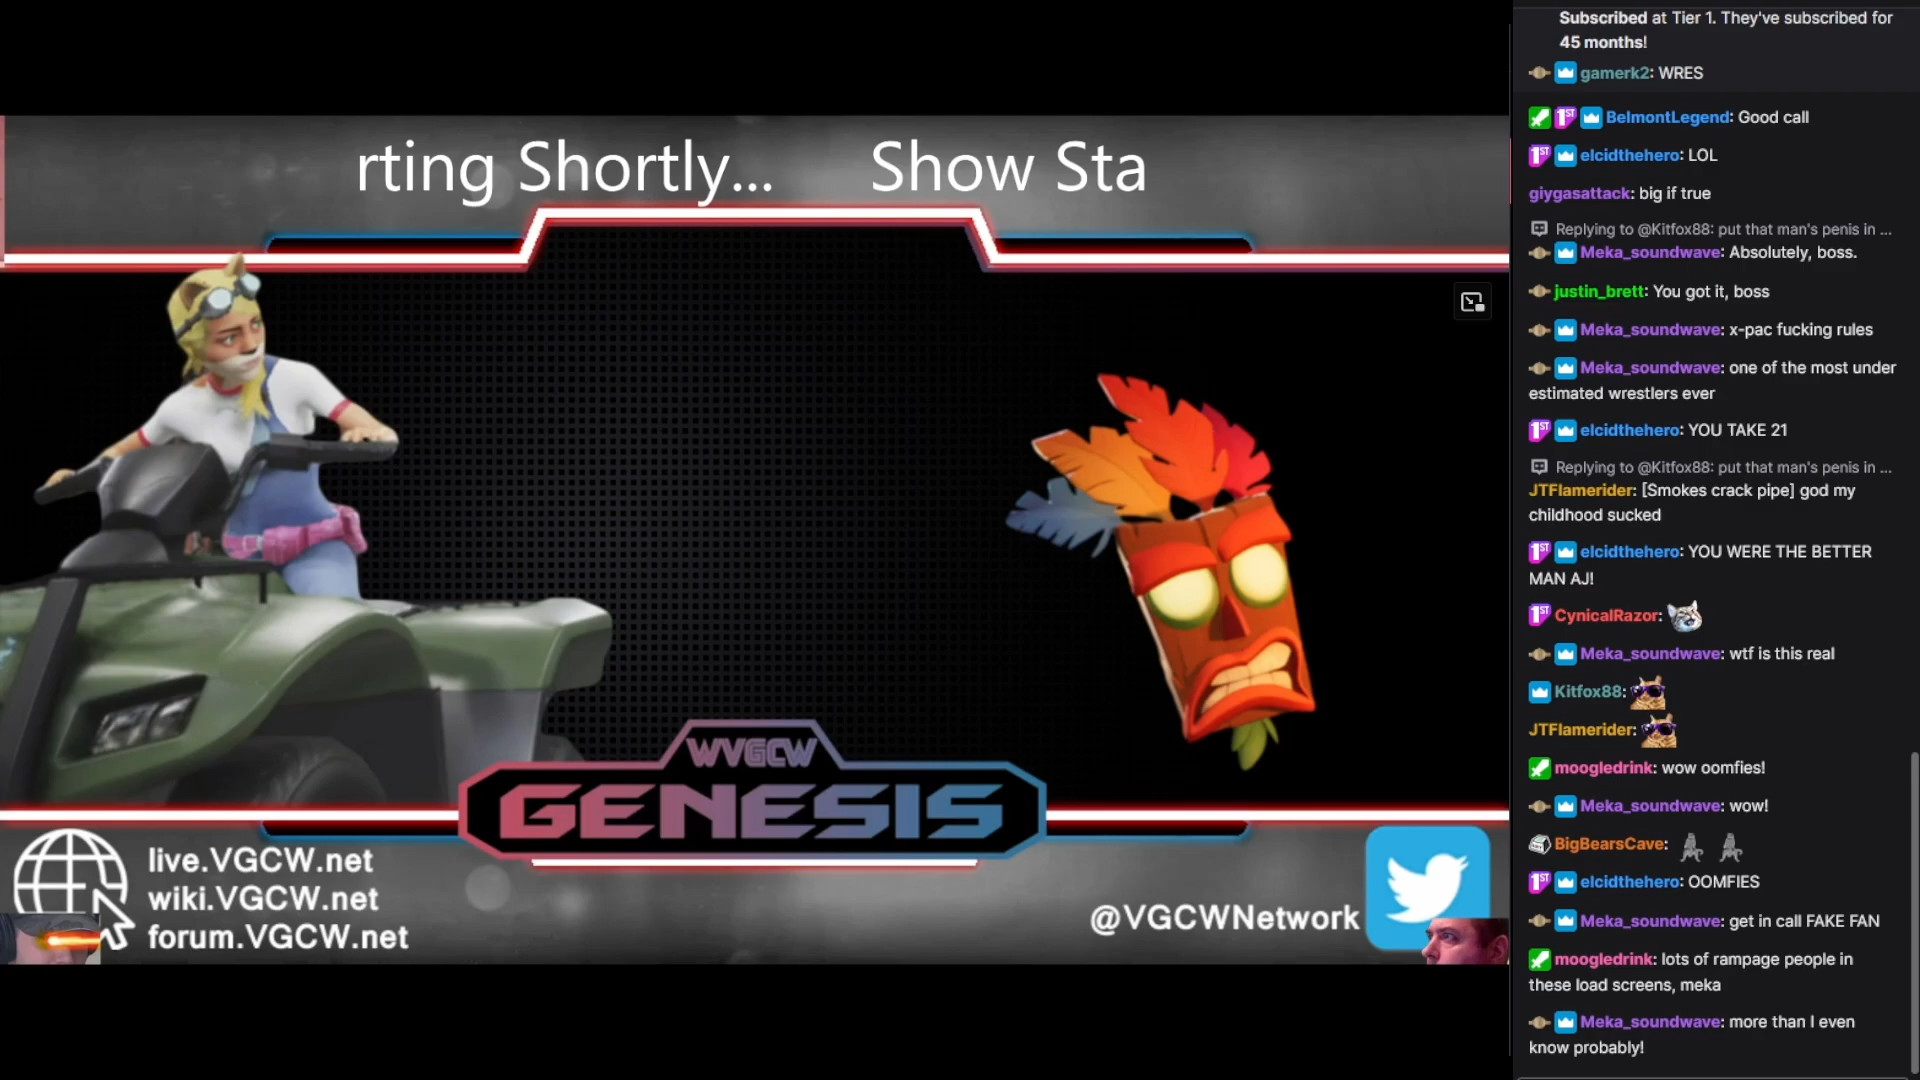 rting Shortly... Show Sta
WVGCW
GENESIS
live.VGCW.net
wiki.VGCW.net
forum.VGCW.net
@VGCWNetwork
Subscribed at Tier 1. They've subscribed for
45 months!
gamerk2: WRES
BelmontLegend: Good call
elcidthehero: LOL
giygasattack: big if true
Replying to @Kitfox88: put that man's penis in ...
Meka_soundwave: Absolutely, boss.
justin_brett: You got it, boss
Meka_soundwave: x-pac fucking rules
Meka_soundwave: one of the most under
estimated wrestlers ever
elcidthehero: YOU TAKE 21
Replying to @Kitfox88: put that man's penis in ...
JTFlamerider: [Smokes crack pipe] god my
childhood sucked
elcidthehero: YOU WERE THE BETTER
MAN AJ!
CynicalRazor:
Meka_soundwave: wtf is this real
Kitfox88:
JTFlamerider:
moogledrink: wow oomfies!
Meka_soundwave: wow!
BigBearsCave:
elcidthehero: OOMFIES
Meka_soundwave: get in call FAKE FAN
moogledrink: lots of rampage people in
these load screens, meka
Meka_soundwave: more than I even
know probably!